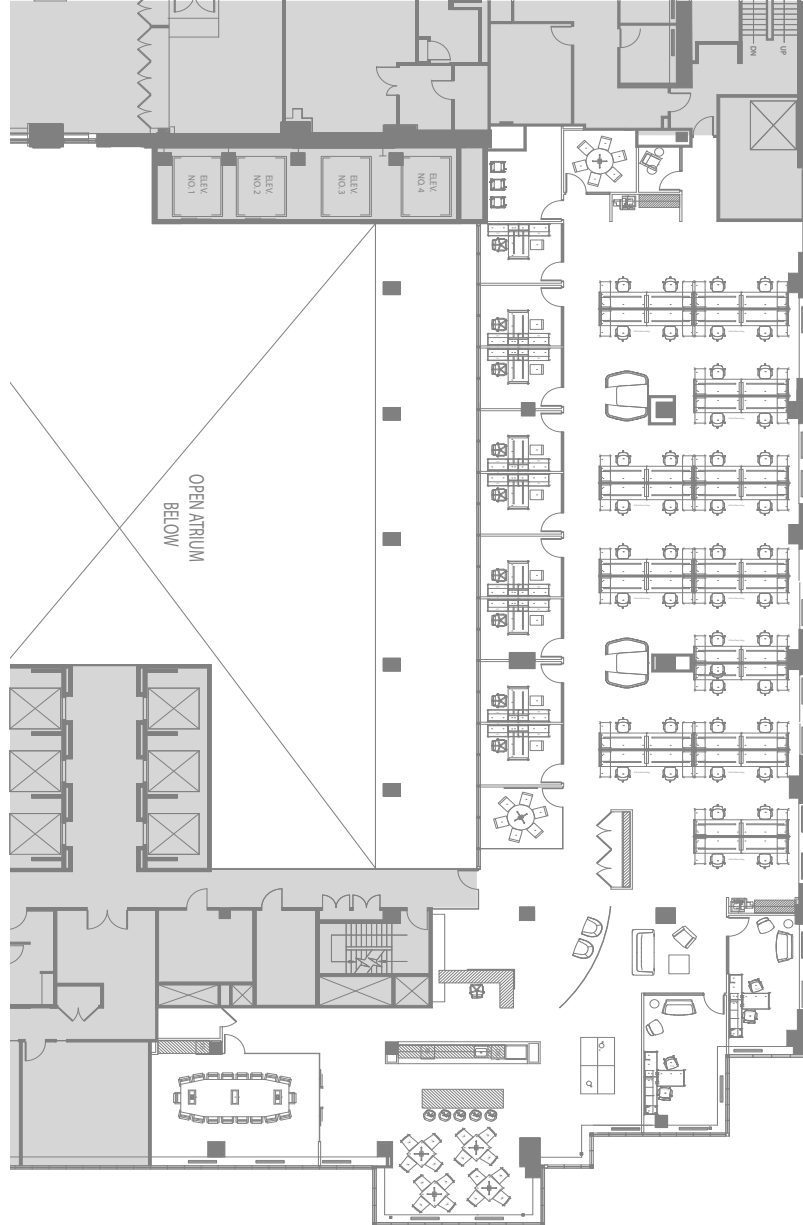 DN
UP
ELEV.
NO. 1
ELEV.
NO. 2
ELEV.
NO. 3
ELEV.
NO. 4
OPEN ATRIUM
BELOW